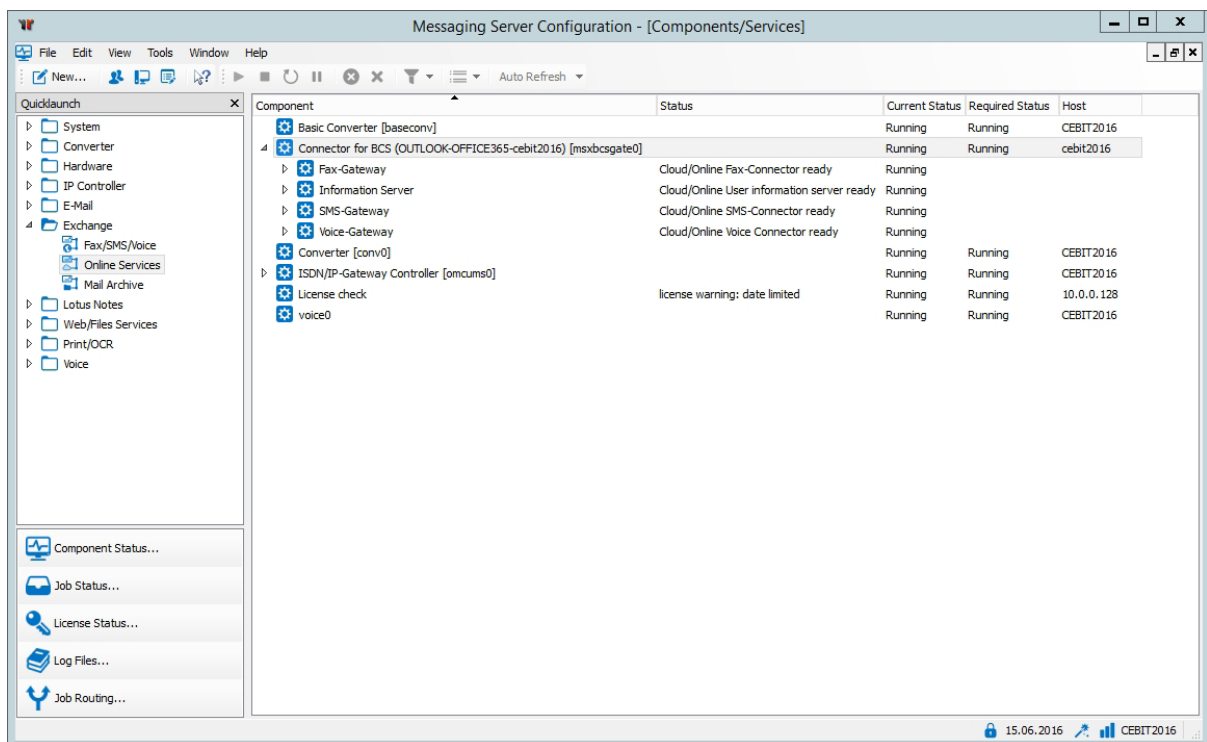 Messaging Server Configuration - [Components/Services]
File Edit View Tools Window Help
New... Auto Refresh
Quicklaunch
System
Converter
Hardware
IP Controller
E-Mail
Exchange
Fax/SMS/Voice
Online Services
Mail Archive
Lotus Notes
Web/Files Services
Print/OCR
Voice
Component Status...
Job Status...
License Status...
Log Files...
Job Routing...
Component Status Current Status Required Status Host
Basic Converter [baseconv] Running Running CEBIT2016
Connector for BCS (OUTLOOK-OFFICE365-cebit2016) [msxbcsgate0] Running Running cebit2016
Fax-Gateway Cloud/Online Fax-Connector ready Running
Information Server Cloud/Online User information server ready Running
SMS-Gateway Cloud/Online SMS-Connector ready Running
Voice-Gateway Cloud/Online Voice Connector ready Running
Converter [conv0] Running Running CEBIT2016
ISDN/IP-Gateway Controller [omcums0] Running Running CEBIT2016
License check license warning: date limited Running Running 10.0.0.128
voice0 Running Running CEBIT2016
15.06.2016 CEBIT2016